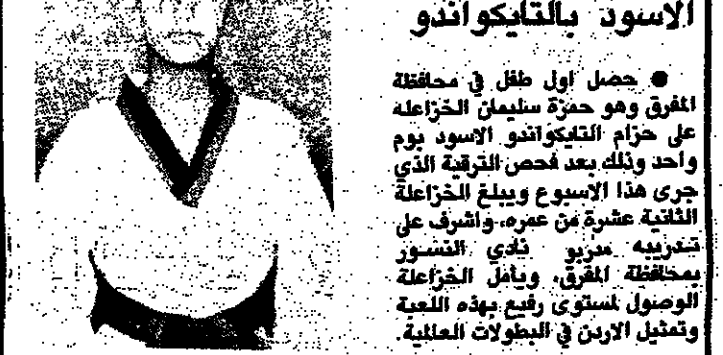 الاسود بالتايكواندو
● حصل اول طفل في محافظة
المفرق وهو حمزة سليمان الخزاعله
على حزام التايكواندو الاسود بوم
واحد وذلك بعد فحص الترقية الذي
جرى هذا الاسبوع ويبلغ الخزاعلة
الثانية عشرة من عمره، واشرف على
تدريبه مدربو نادي النسور
بمحافظة المفرق، ويأمل الخزاعلة
الوصول لمستوى رفيع بهذه اللعبة
وتمثيل الاردن في البطولات العالمية.